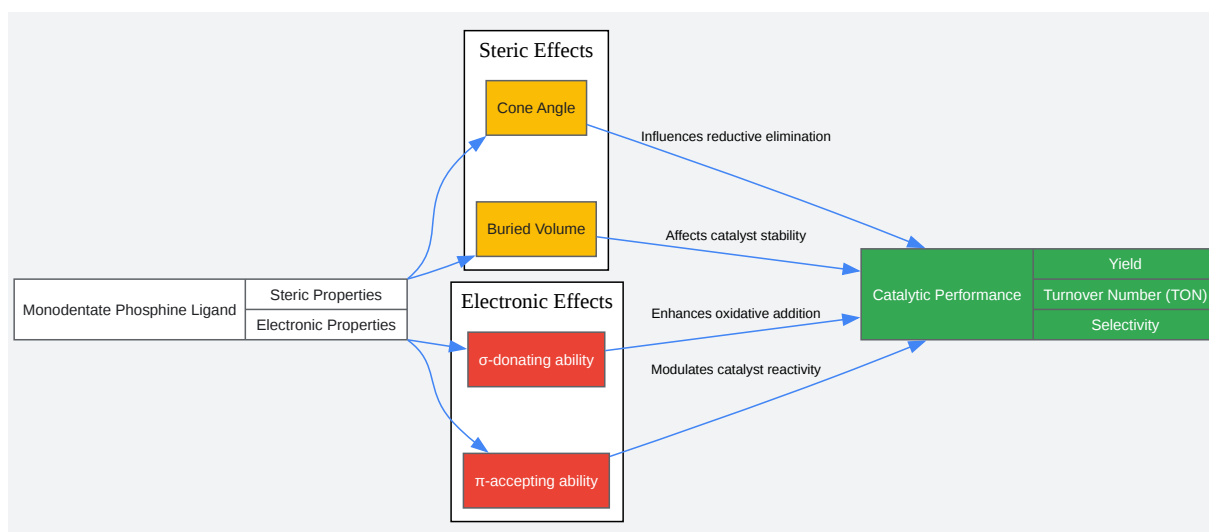 Steric Effects
Cone Angle
Influences reductive elimination
Buried Volume
Affects catalyst stability
Monodentate Phosphine Ligand
Steric Properties
Electronic Properties
Electronic Effects
σ-donating ability
Enhances oxidative addition
Modulates catalyst reactivity
π-accepting ability
Catalytic Performance
Yield
Turnover Number (TON)
Selectivity